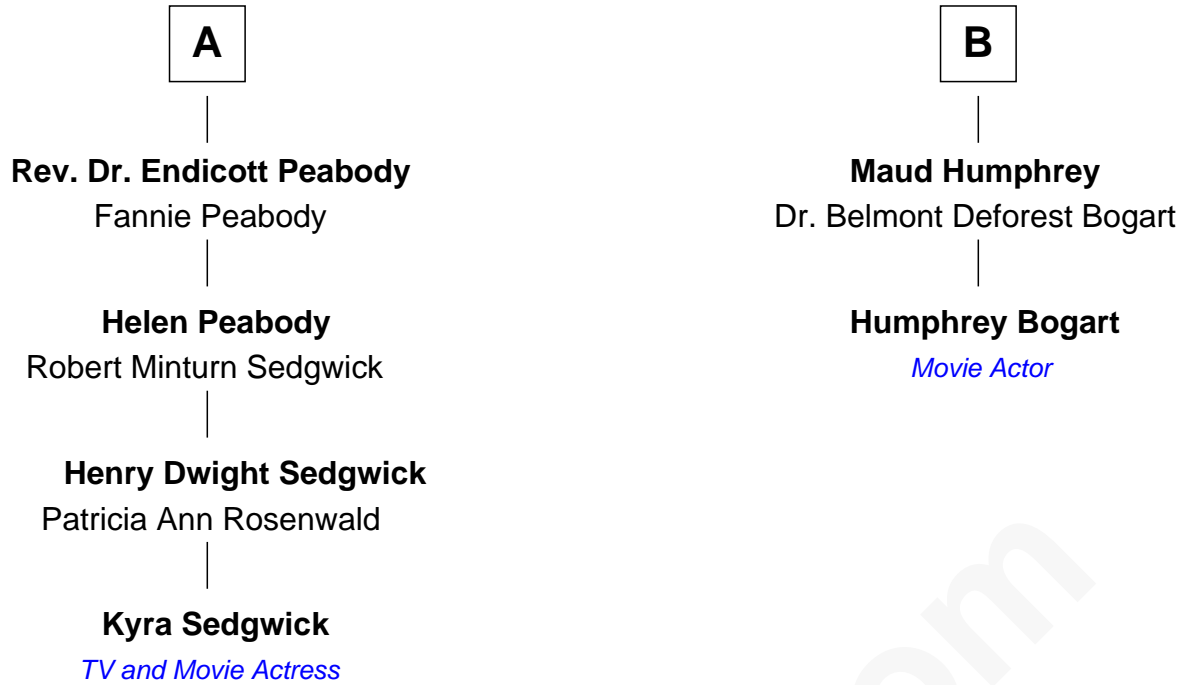 A
Rev. Dr. Endicott Peabody
Fannie Peabody
Helen Peabody
Robert Minturn Sedgwick
Henry Dwight Sedgwick
Patricia Ann Rosenwald
Kyra Sedgwick
TV and Movie Actress
B
Maud Humphrey
Dr. Belmont Deforest Bogart
Humphrey Bogart
Movie Actor
om